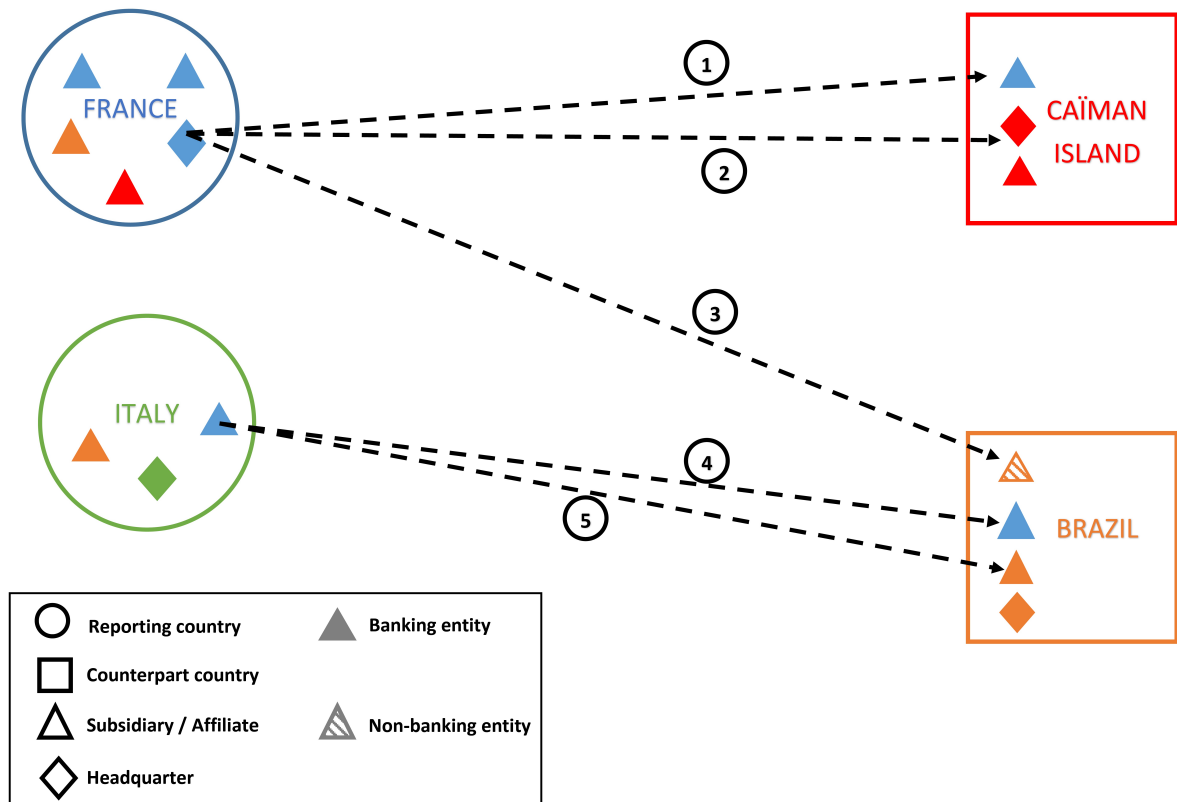 1
2
3
4
5
FRANCE
CAÏMAN
ISLAND
ITALY
BRAZIL
Reporting country
Banking entity
Counterpart country
Subsidiary / Affiliate
Non-banking entity
Headquarter